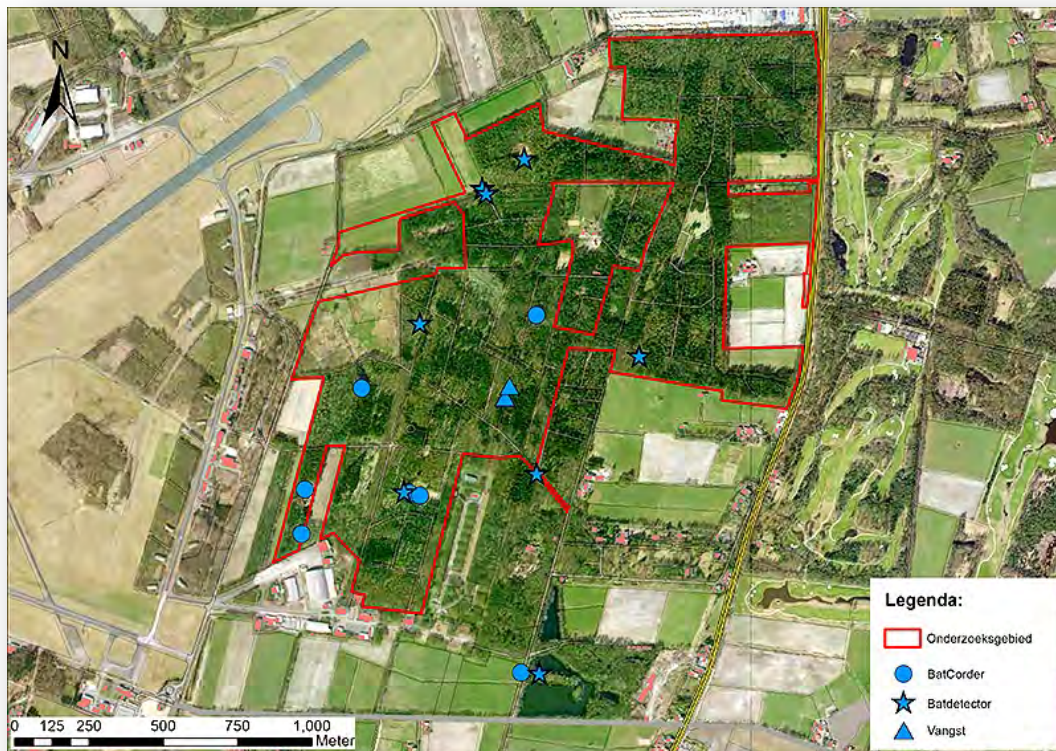 N
Legenda:
Onderzoeksgebied
BatCorder
Batdetector
Vangst
0 125 250 500 750 1,000
Meter